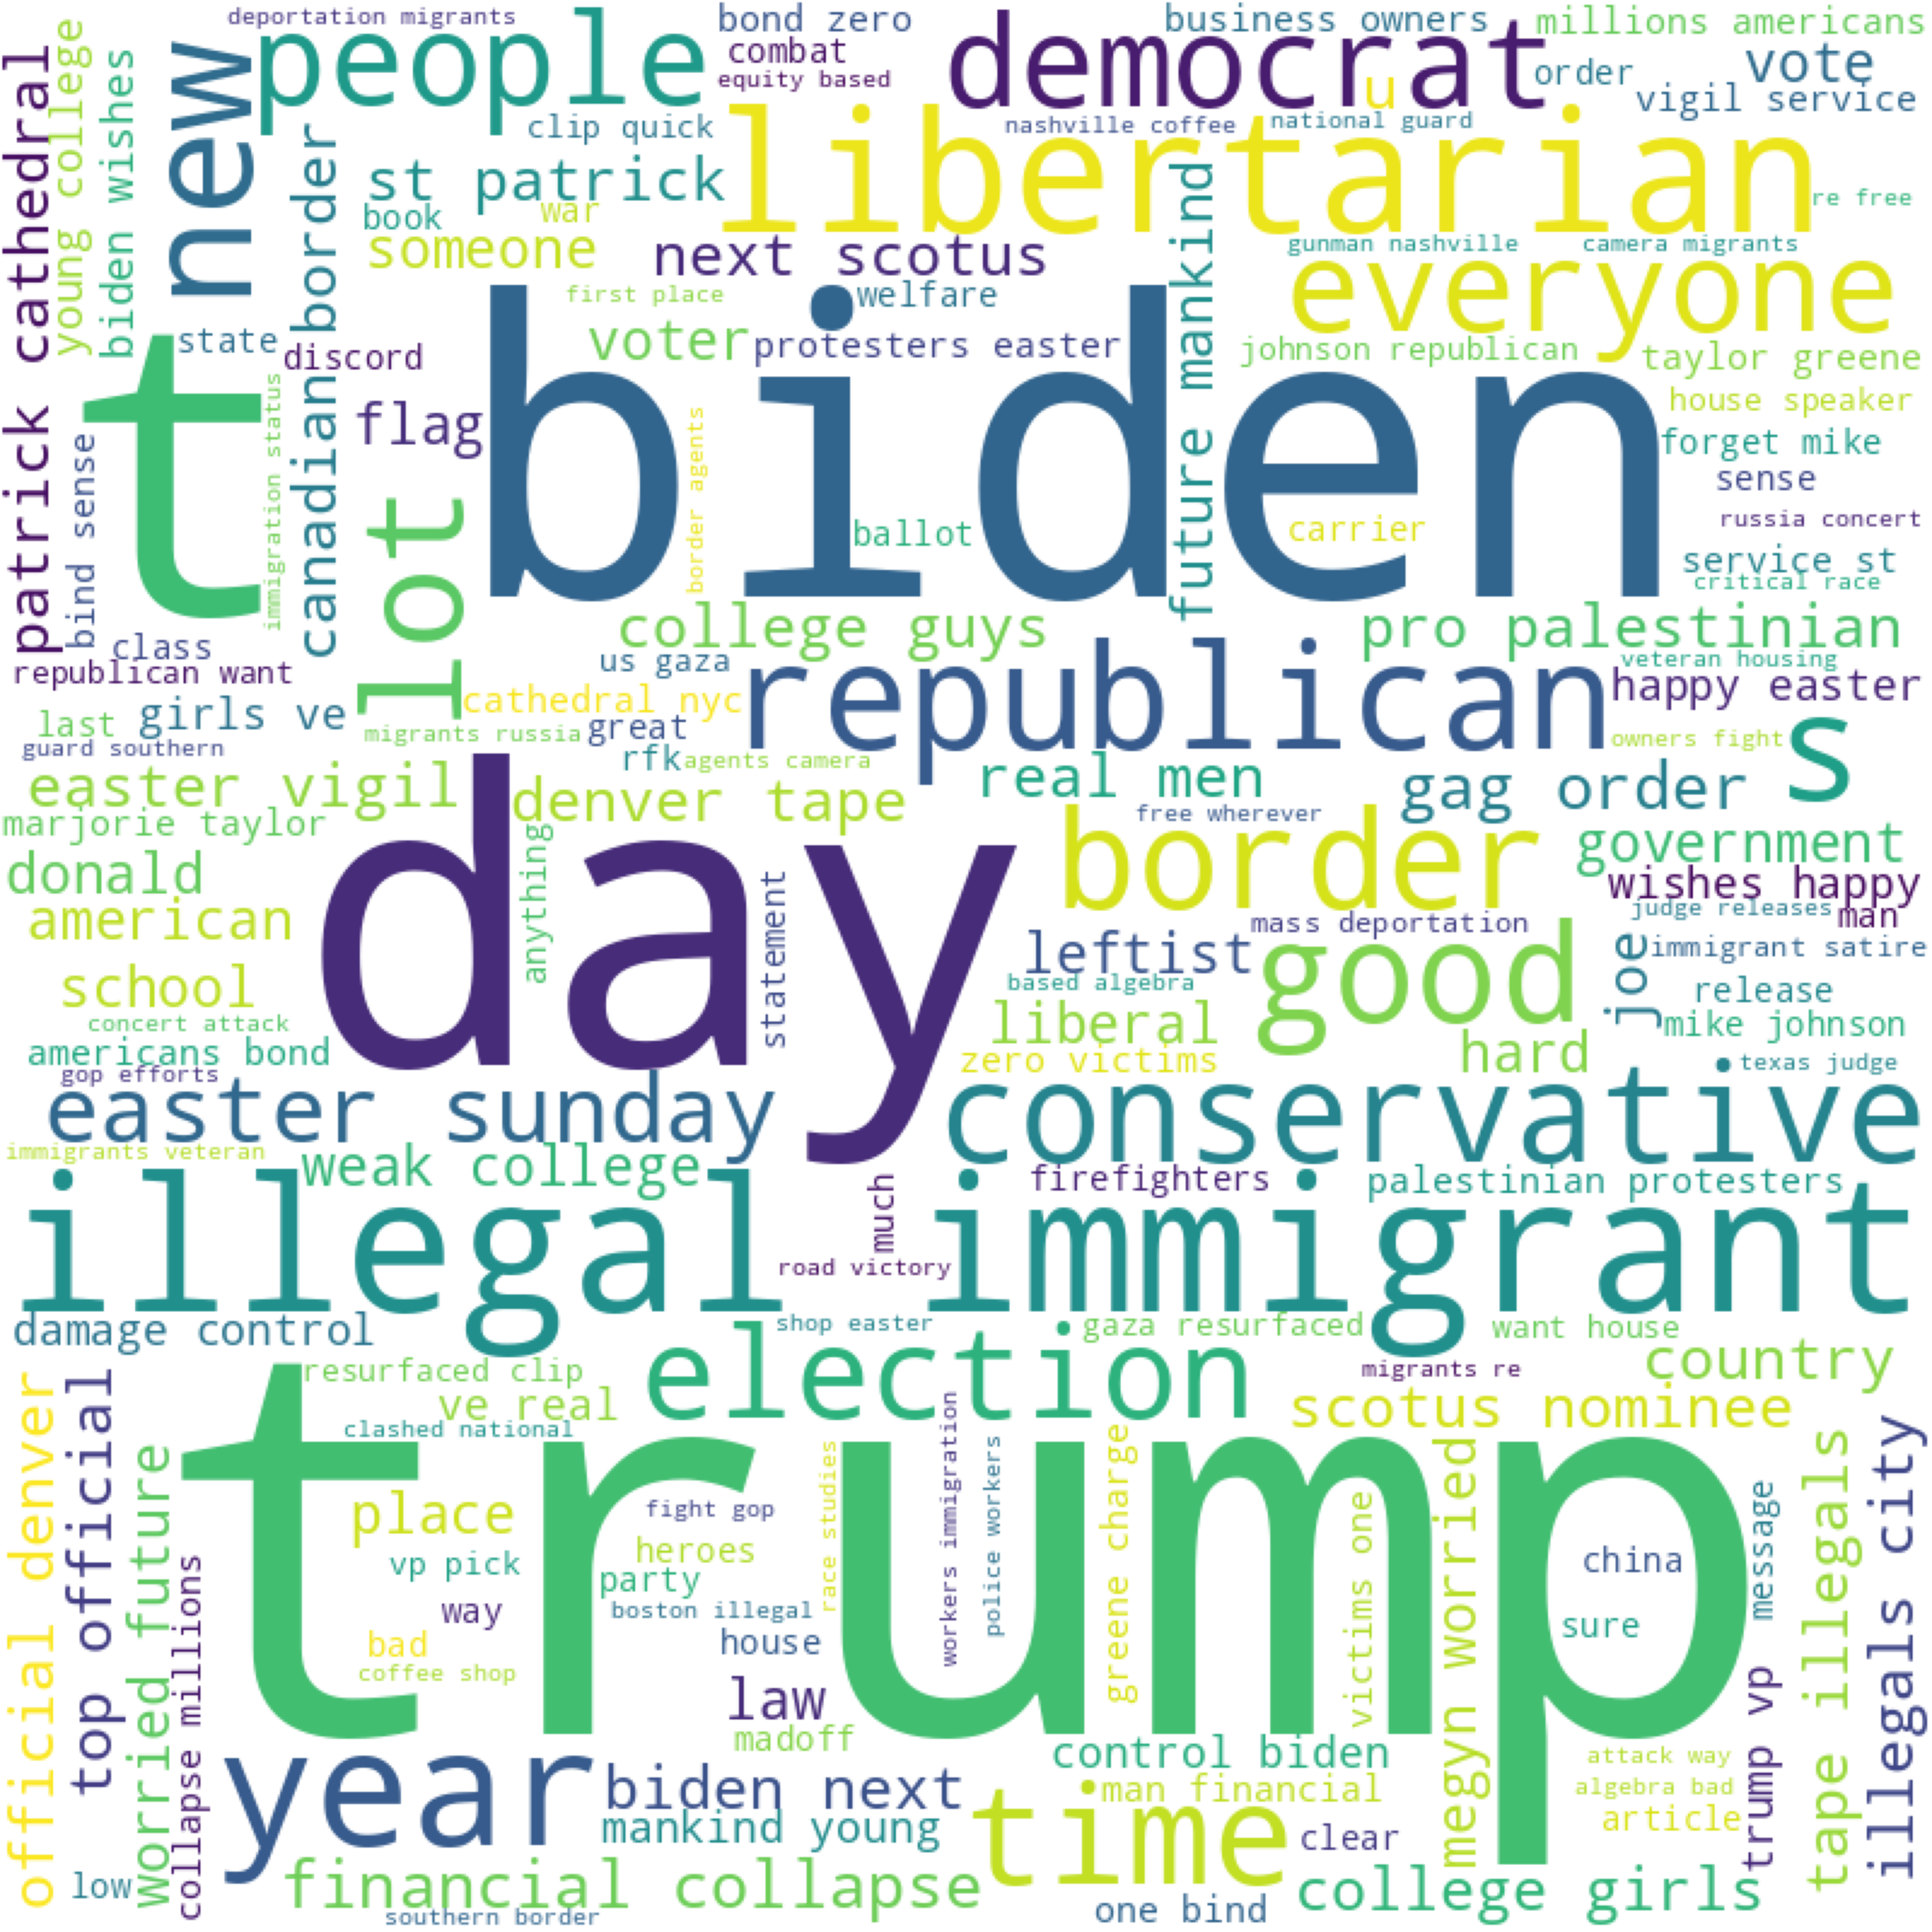 deportation migrants
people
bond zero
combat
equity based
democrat
business owners
millions americans
order
vote
vigil service
u
patrick cathedral
young college
biden wishes
new
canadian border
clip quick
nashville coffee
national guard
libertarian
re free
st patrick
book
war
someone
next scotus
future mankind
gunman nashville
camera migrants
everyone
first place
welfare
state
discord
voter
protesters easter
johnson republican
taylor greene
house speaker
t
biden
flag
border agents
forget mike
sense
bind sense
immigration status
lot
ballot
carrier
russia concert
service st
critical race
class
college guys
pro palestinian
republican want
us gaza
veteran housing
republican
happy easter
cathedral nyc
last
girls ve
migrants russia
great
guard southern
rfk
agents camera
owners fight
s
easter vigil
denver tape
real men
gag order
marjorie taylor
free wherever
day
border
government
donald
anything
statement
wishes happy
american
mass deportation
judge releases
man
leftist
good
joe
immigrant satire
school
based algebra
release
concert attack
liberal
mike johnson
americans bond
zero victims
hard
texas judge
gop efforts
easter sunday
conservative
immigrants veteran
weak college
much
firefighters
palestinian protesters
illegal immigrant
road victory
damage control
shop easter
gaza resurfaced
want house
election
resurfaced clip
migrants re
country
ve real
scotus nominee
clashed national
official denver
top official
worried future
collapse millions
trump
place
fight gop
race studies
workers immigration
police workers
greene charge
victims one
megyn worried
message
tape illegals
illegals city
heroes
vp pick
party
china
way
boston illegal
sure
bad
house
coffee shop
law
trump vp
madoff
year
control biden
attack way
biden next
man financial
algebra bad
time
article
mankind young
clear
low
financial collapse
college girls
southern border
one bind